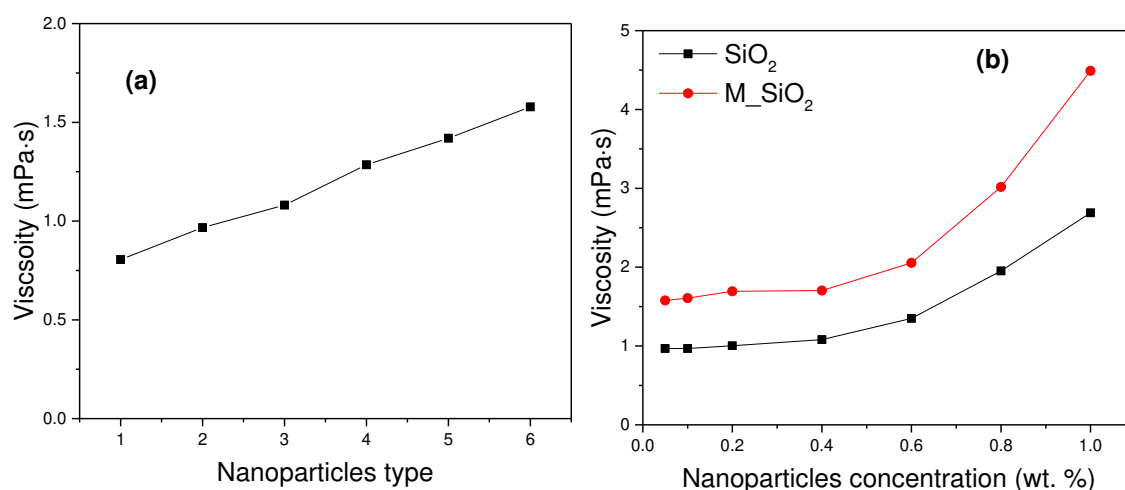 2.0
1.5
1.0
0.5
0.0
Viscsoity (mPa·s)
(a)
1 2 3 4 5 6
Nanoparticles type
5
4
3
2
1
0
Viscosity (mPa·s)
SiO₂
M_SiO₂
(b)
0.0 0.2 0.4 0.6 0.8 1.0
Nanoparticles concentration (wt. %)